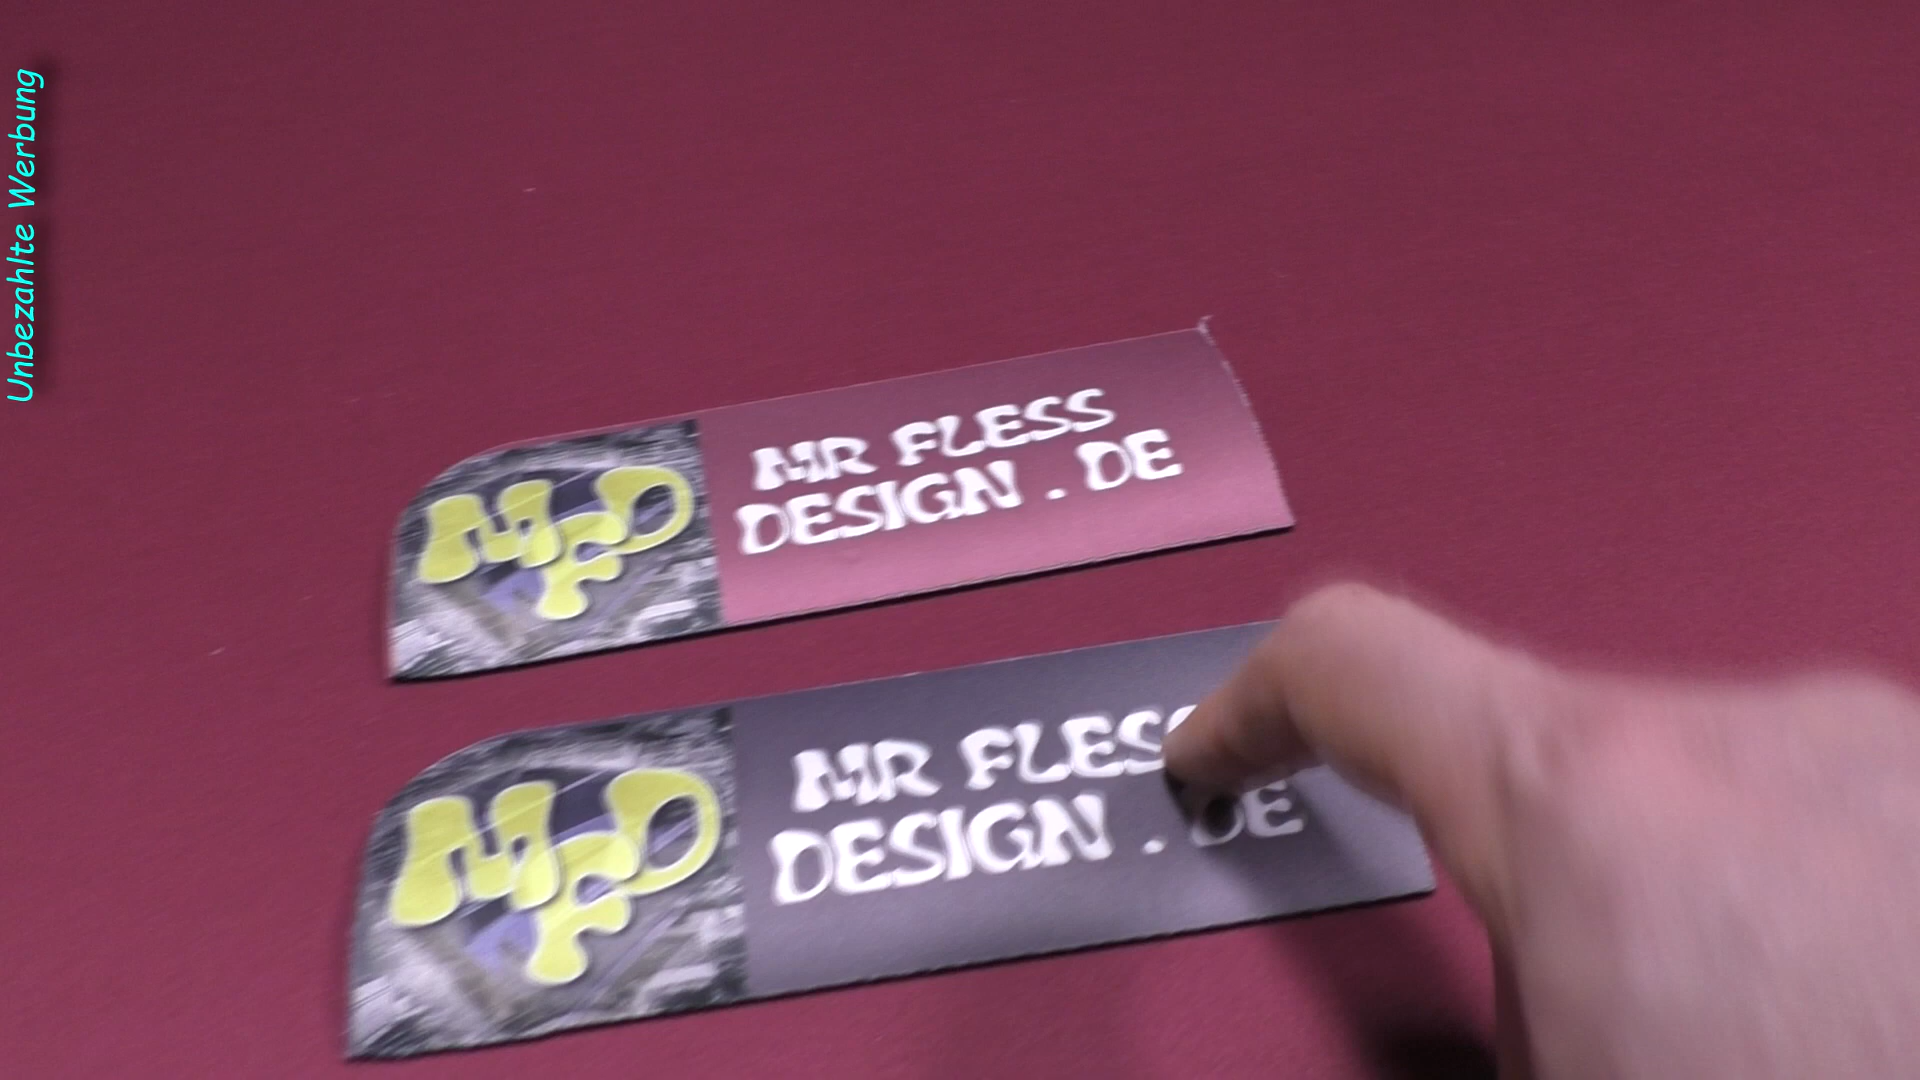 Unbezahlte Werbung
MR FLESS
DESIGN . DE
MFD
MR FLESS
DESIGN . DE
MFD